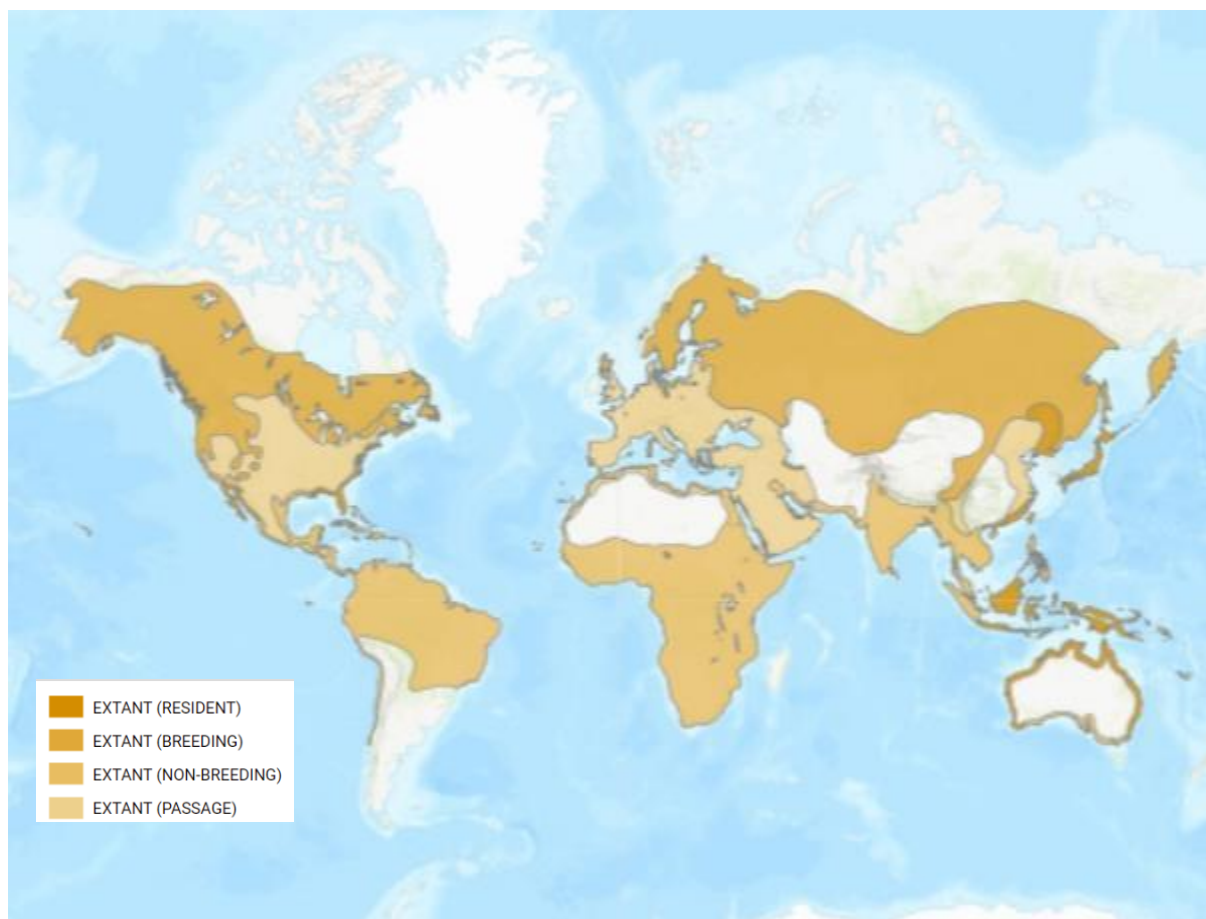 EXTANT (RESIDENT)
EXTANT (BREEDING)
EXTANT (NON-BREEDING)
EXTANT (PASSAGE)